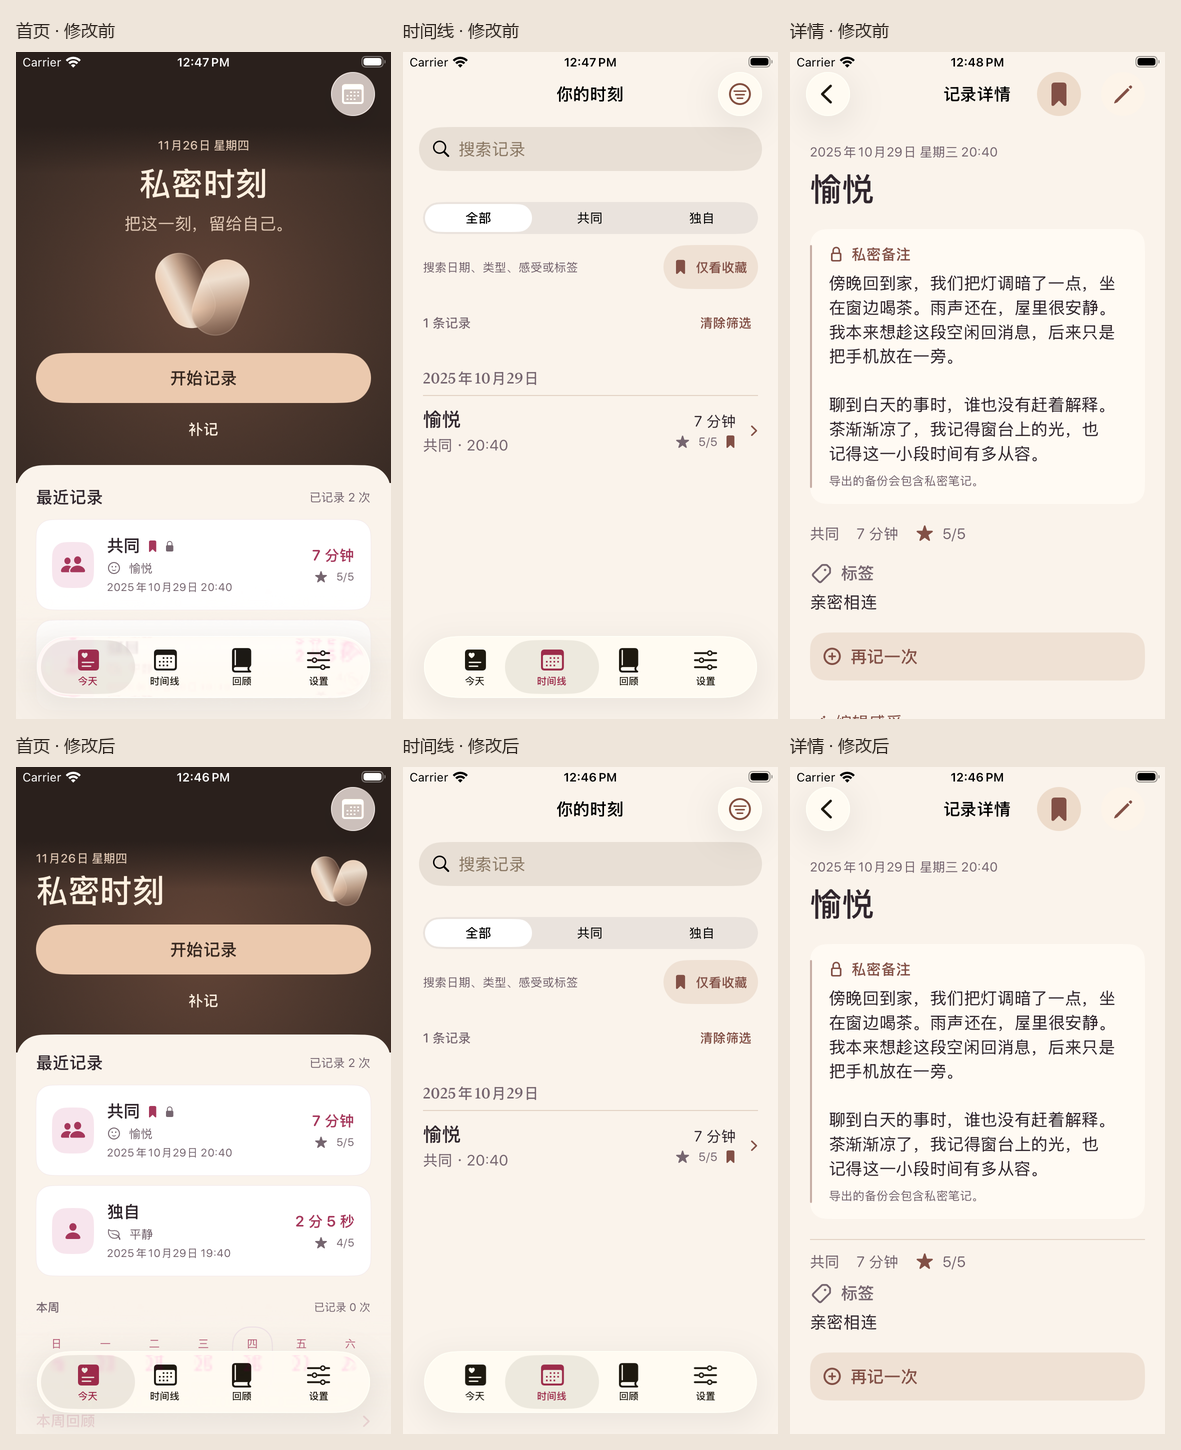 首页 · 修改前
Carrier
12:47 PM
11月26日 星期四
私密时刻
把这一刻，留给自己。
开始记录
补记
最近记录
已记录 2 次
共同
愉悦
2025年10月29日 20:40
7 分钟
5/5
今天
时间线
回顾
设置
时间线 · 修改前
Carrier
12:47 PM
你的时刻
搜索记录
全部
共同
独自
搜索日期、类型、感受或标签
仅看收藏
1 条记录
清除筛选
2025年10月29日
愉悦
7 分钟
共同 · 20:40
5/5
今天
时间线
回顾
设置
详情 · 修改前
Carrier
12:48 PM
记录详情
2025年10月29日 星期三 20:40
愉悦
私密备注
傍晚回到家，我们把灯调暗了一点，坐
在窗边喝茶。雨声还在，屋里很安静。
我本来想趁这段空闲回消息，后来只是
把手机放在一旁。
聊到白天的事时，谁也没有赶着解释。
茶渐渐凉了，我记得窗台上的光，也
记得这一小段时间有多从容。
导出的备份会包含私密笔记。
共同 7 分钟 5/5
标签
亲密相连
再记一次
首页 · 修改后
Carrier
12:46 PM
11月26日 星期四
私密时刻
开始记录
补记
最近记录
已记录 2 次
共同
愉悦
2025年10月29日 20:40
7 分钟
5/5
独自
平静
2025年10月29日 19:40
2 分 5 秒
4/5
本周
已记录 0 次
日 一 二 三 四 五 六
今天
时间线
回顾
设置
本周回顾
时间线 · 修改后
Carrier
12:46 PM
你的时刻
搜索记录
全部
共同
独自
搜索日期、类型、感受或标签
仅看收藏
1 条记录
清除筛选
2025年10月29日
愉悦
7 分钟
共同 · 20:40
5/5
今天
时间线
回顾
设置
详情 · 修改后
Carrier
12:46 PM
记录详情
2025年10月29日 星期三 20:40
愉悦
私密备注
傍晚回到家，我们把灯调暗了一点，坐
在窗边喝茶。雨声还在，屋里很安静。
我本来想趁这段空闲回消息，后来只是
把手机放在一旁。
聊到白天的事时，谁也没有赶着解释。
茶渐渐凉了，我记得窗台上的光，也
记得这一小段时间有多从容。
导出的备份会包含私密笔记。
共同 7 分钟 5/5
标签
亲密相连
再记一次